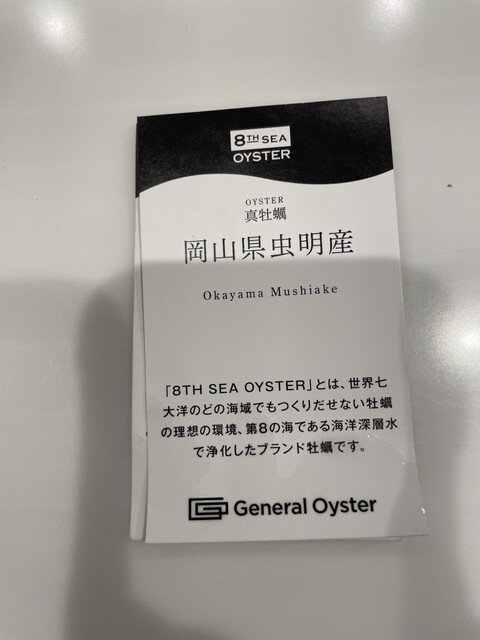 8TH SEA
OYSTER
OYSTER
真牡蠣
岡山県虫明産
Okayama Mushiake
「8TH SEA OYSTER」とは、世界七
大洋のどの海域でもつくりだせない牡蠣
の理想の環境、第8の海である海洋深層水
で浄化したブランド牡蠣です。
General Oyster